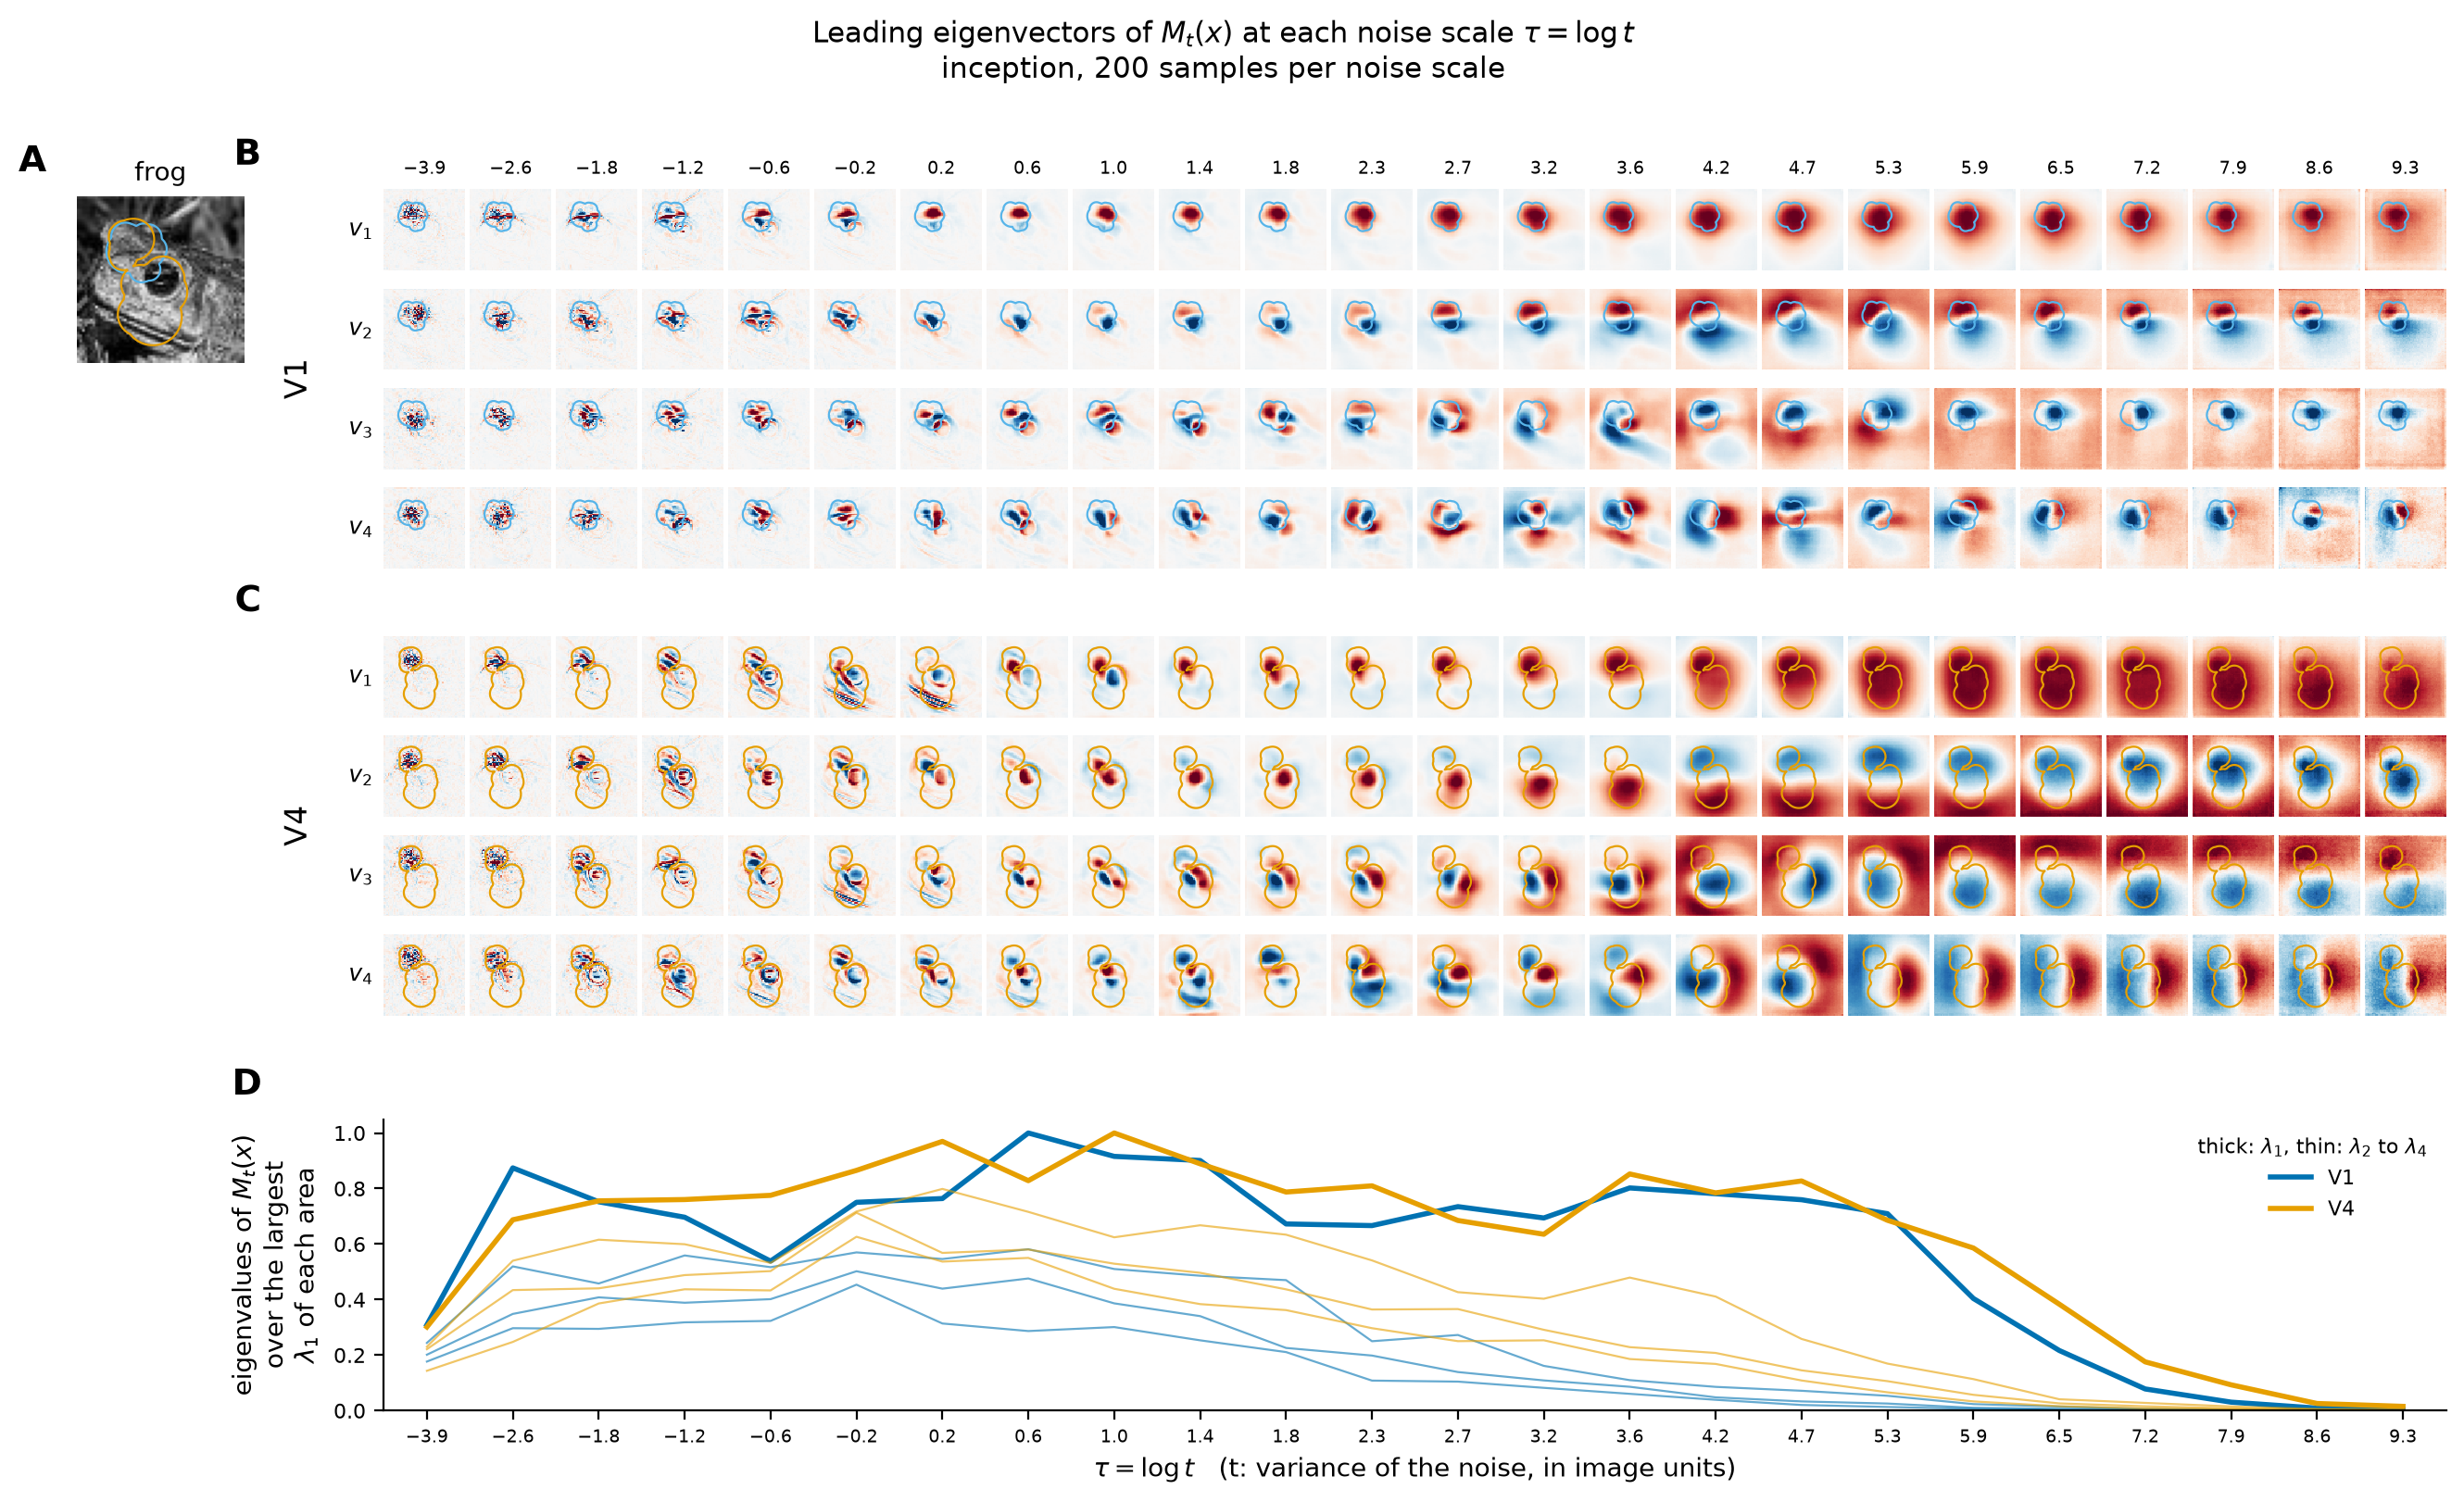 Leading eigenvectors of M_t(x) at each noise scale τ = log t
inception, 200 samples per noise scale
A
frog
B
−3.9 −2.6 −1.8 −1.2 −0.6 −0.2 0.2 0.6 1.0 1.4 1.8 2.3 2.7 3.2 3.6 4.2 4.7 5.3 5.9 6.5 7.2 7.9 8.6 9.3
V1
v₁
v₂
v₃
v₄
C
V4
v₁
v₂
v₃
v₄
D
eigenvalues of M_t(x)
over the largest
λ₁ of each area
1.0
0.8
0.6
0.4
0.2
0.0
thick: λ₁, thin: λ₂ to λ₄
V1
V4
−3.9 −2.6 −1.8 −1.2 −0.6 −0.2 0.2 0.6 1.0 1.4 1.8 2.3 2.7 3.2 3.6 4.2 4.7 5.3 5.9 6.5 7.2 7.9 8.6 9.3
τ = log t (t: variance of the noise, in image units)